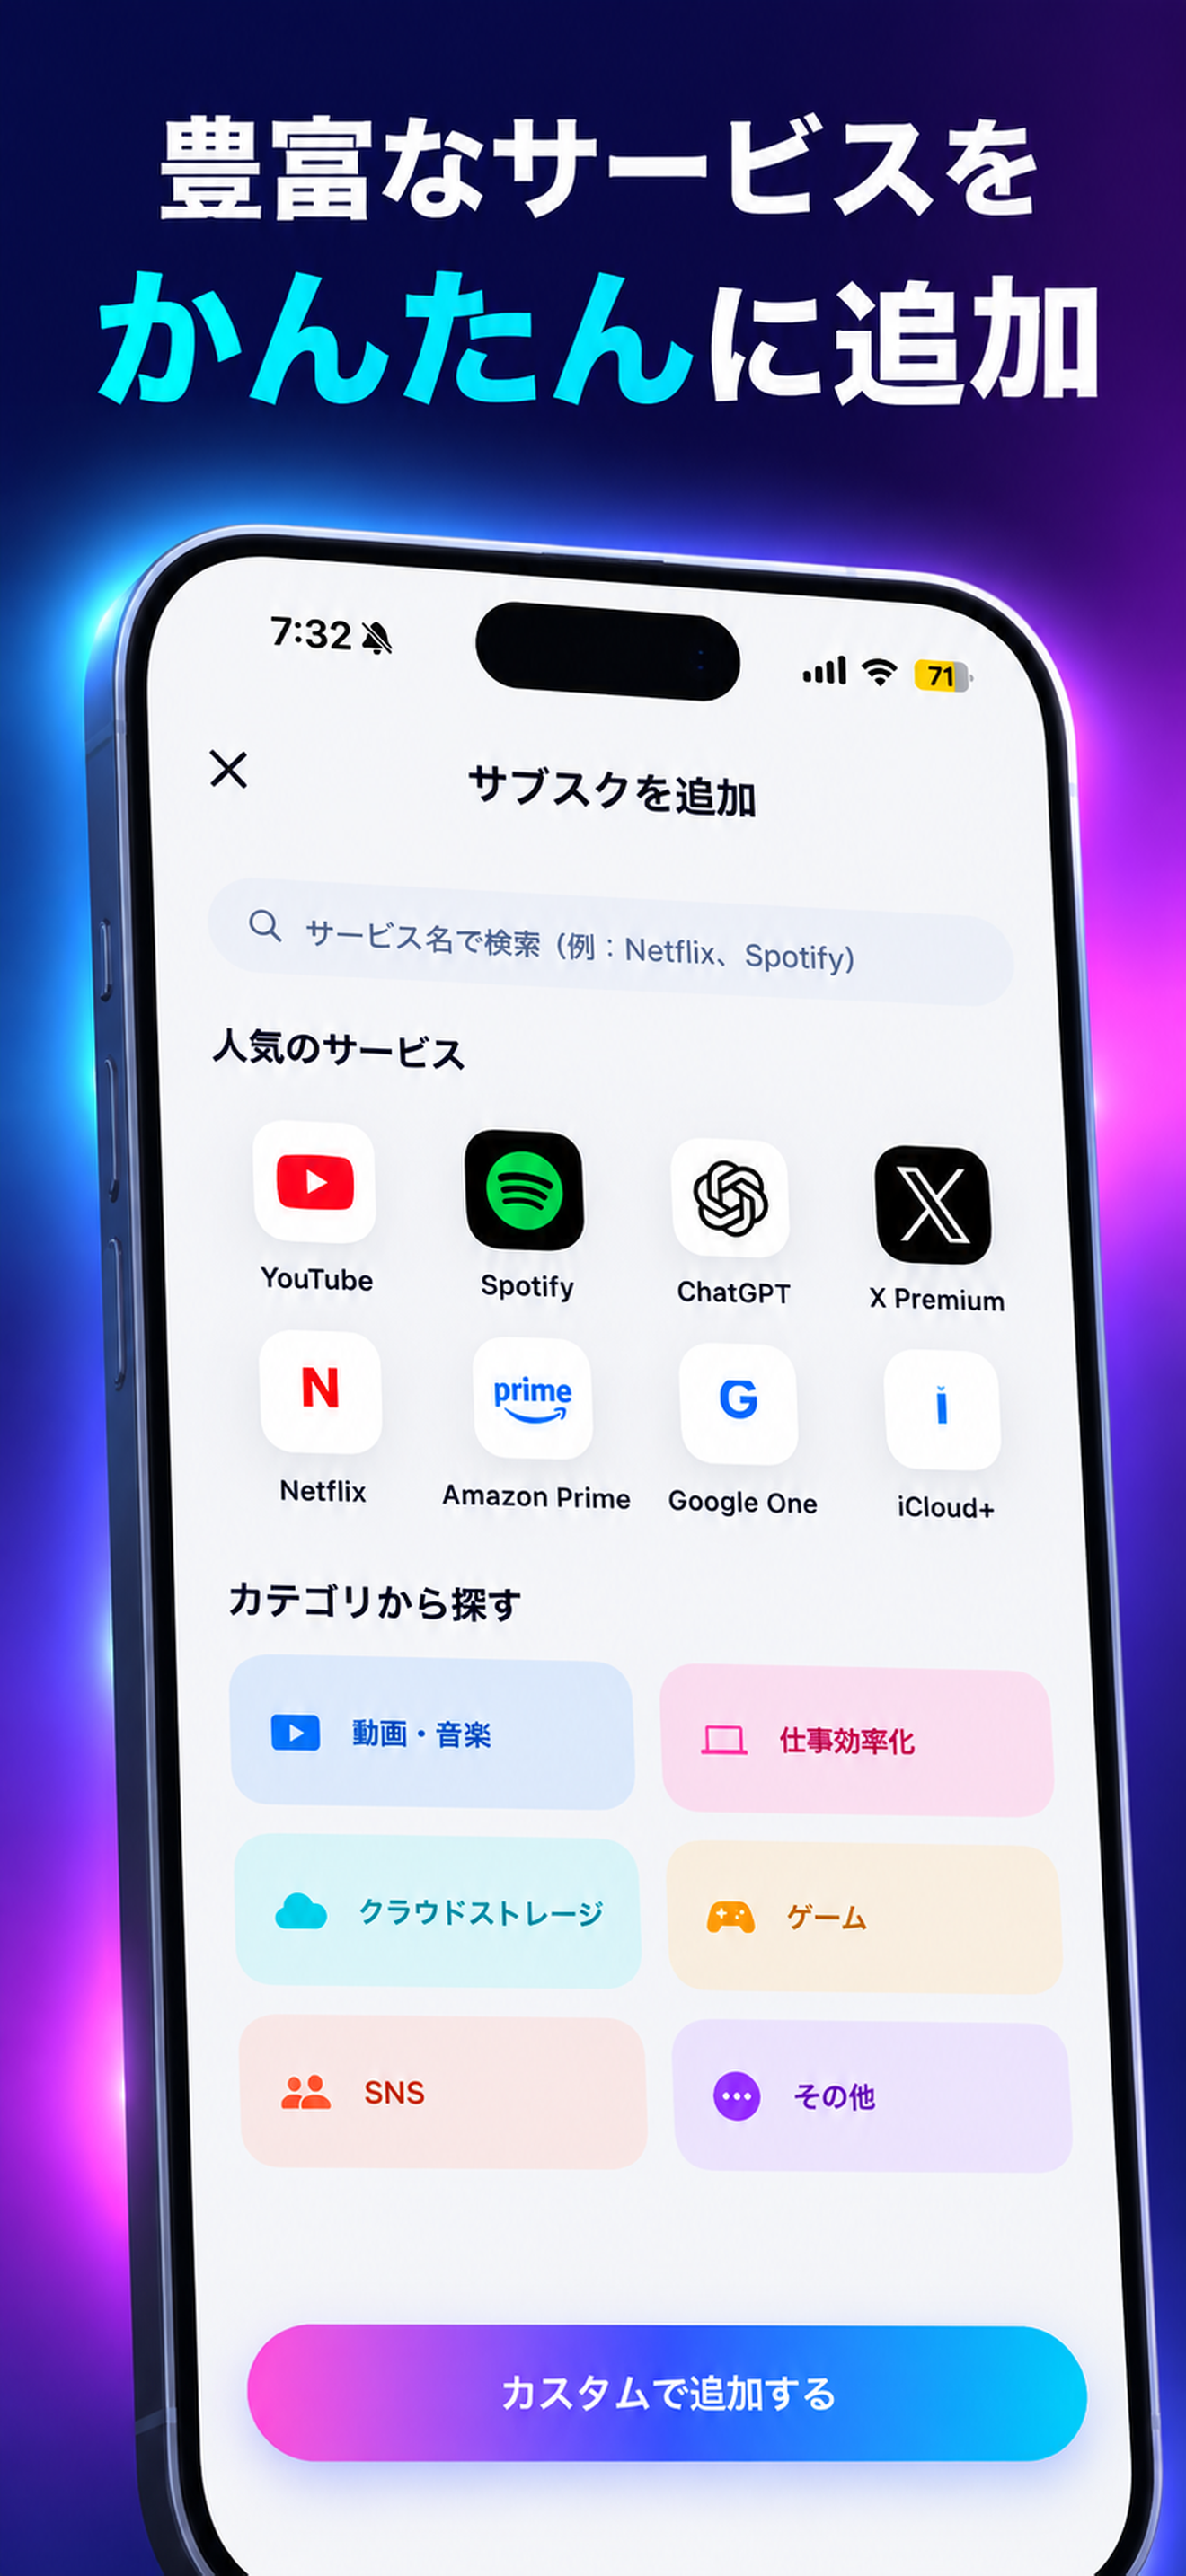 豊富なサービスを
かんたんに追加
7:32
71
サブスクを追加
サービス名で検索（例：Netflix、Spotify）
人気のサービス
YouTube Spotify ChatGPT X Premium
N prime G i
Netflix Amazon Prime Google One iCloud+
カテゴリから探す
動画・音楽 仕事効率化
クラウドストレージ ゲーム
SNS その他
カスタムで追加する